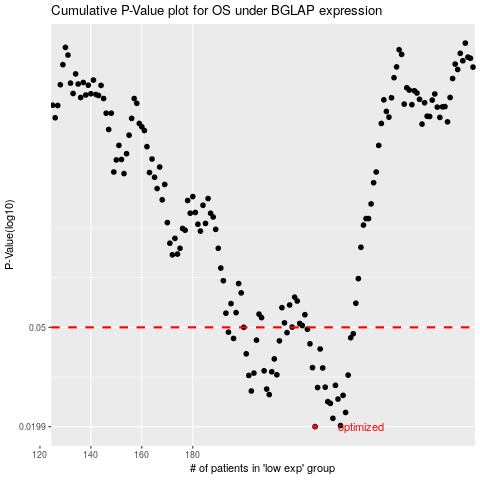 Cumulative P-Value plot for OS under BGLAP expression
P-Value(log10)
0.05
0.0199
optimized
120
140
160
180
# of patients in 'low exp' group